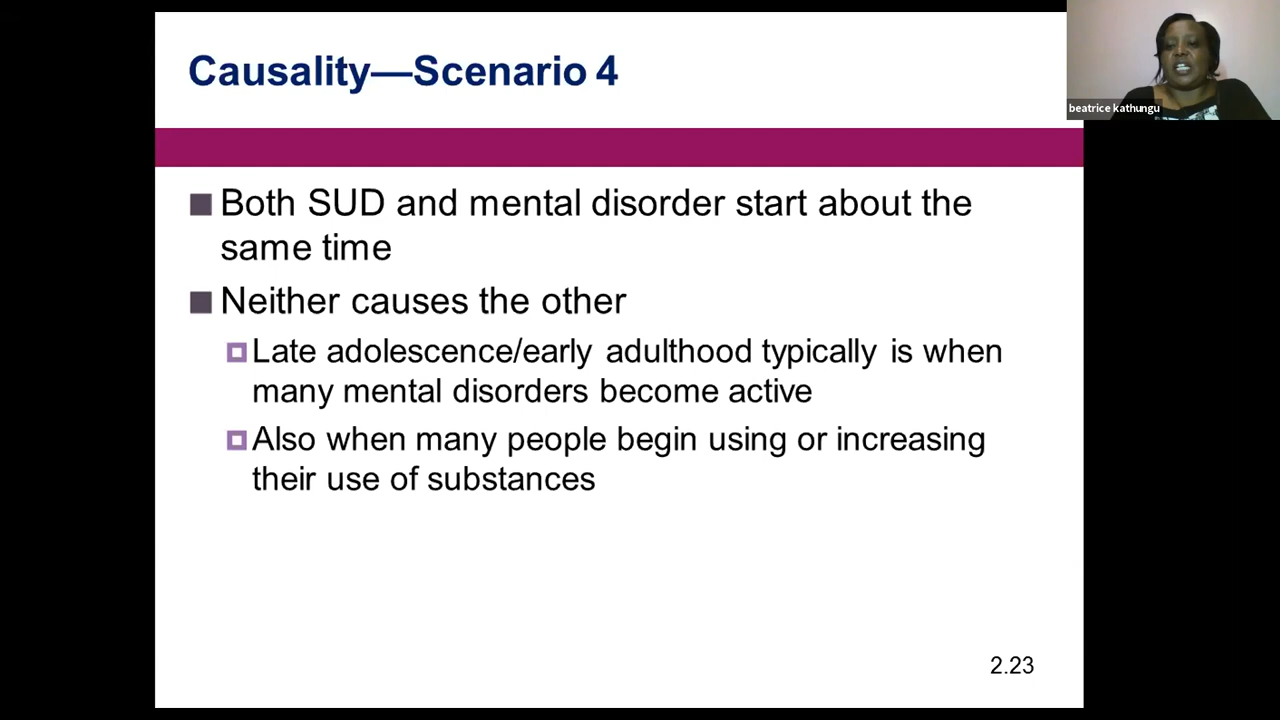 Causality—Scenario 4
beatrice kathungu
Both SUD and mental disorder start about the
same time
Neither causes the other
Late adolescence/early adulthood typically is when
many mental disorders become active
Also when many people begin using or increasing
their use of substances
2.23